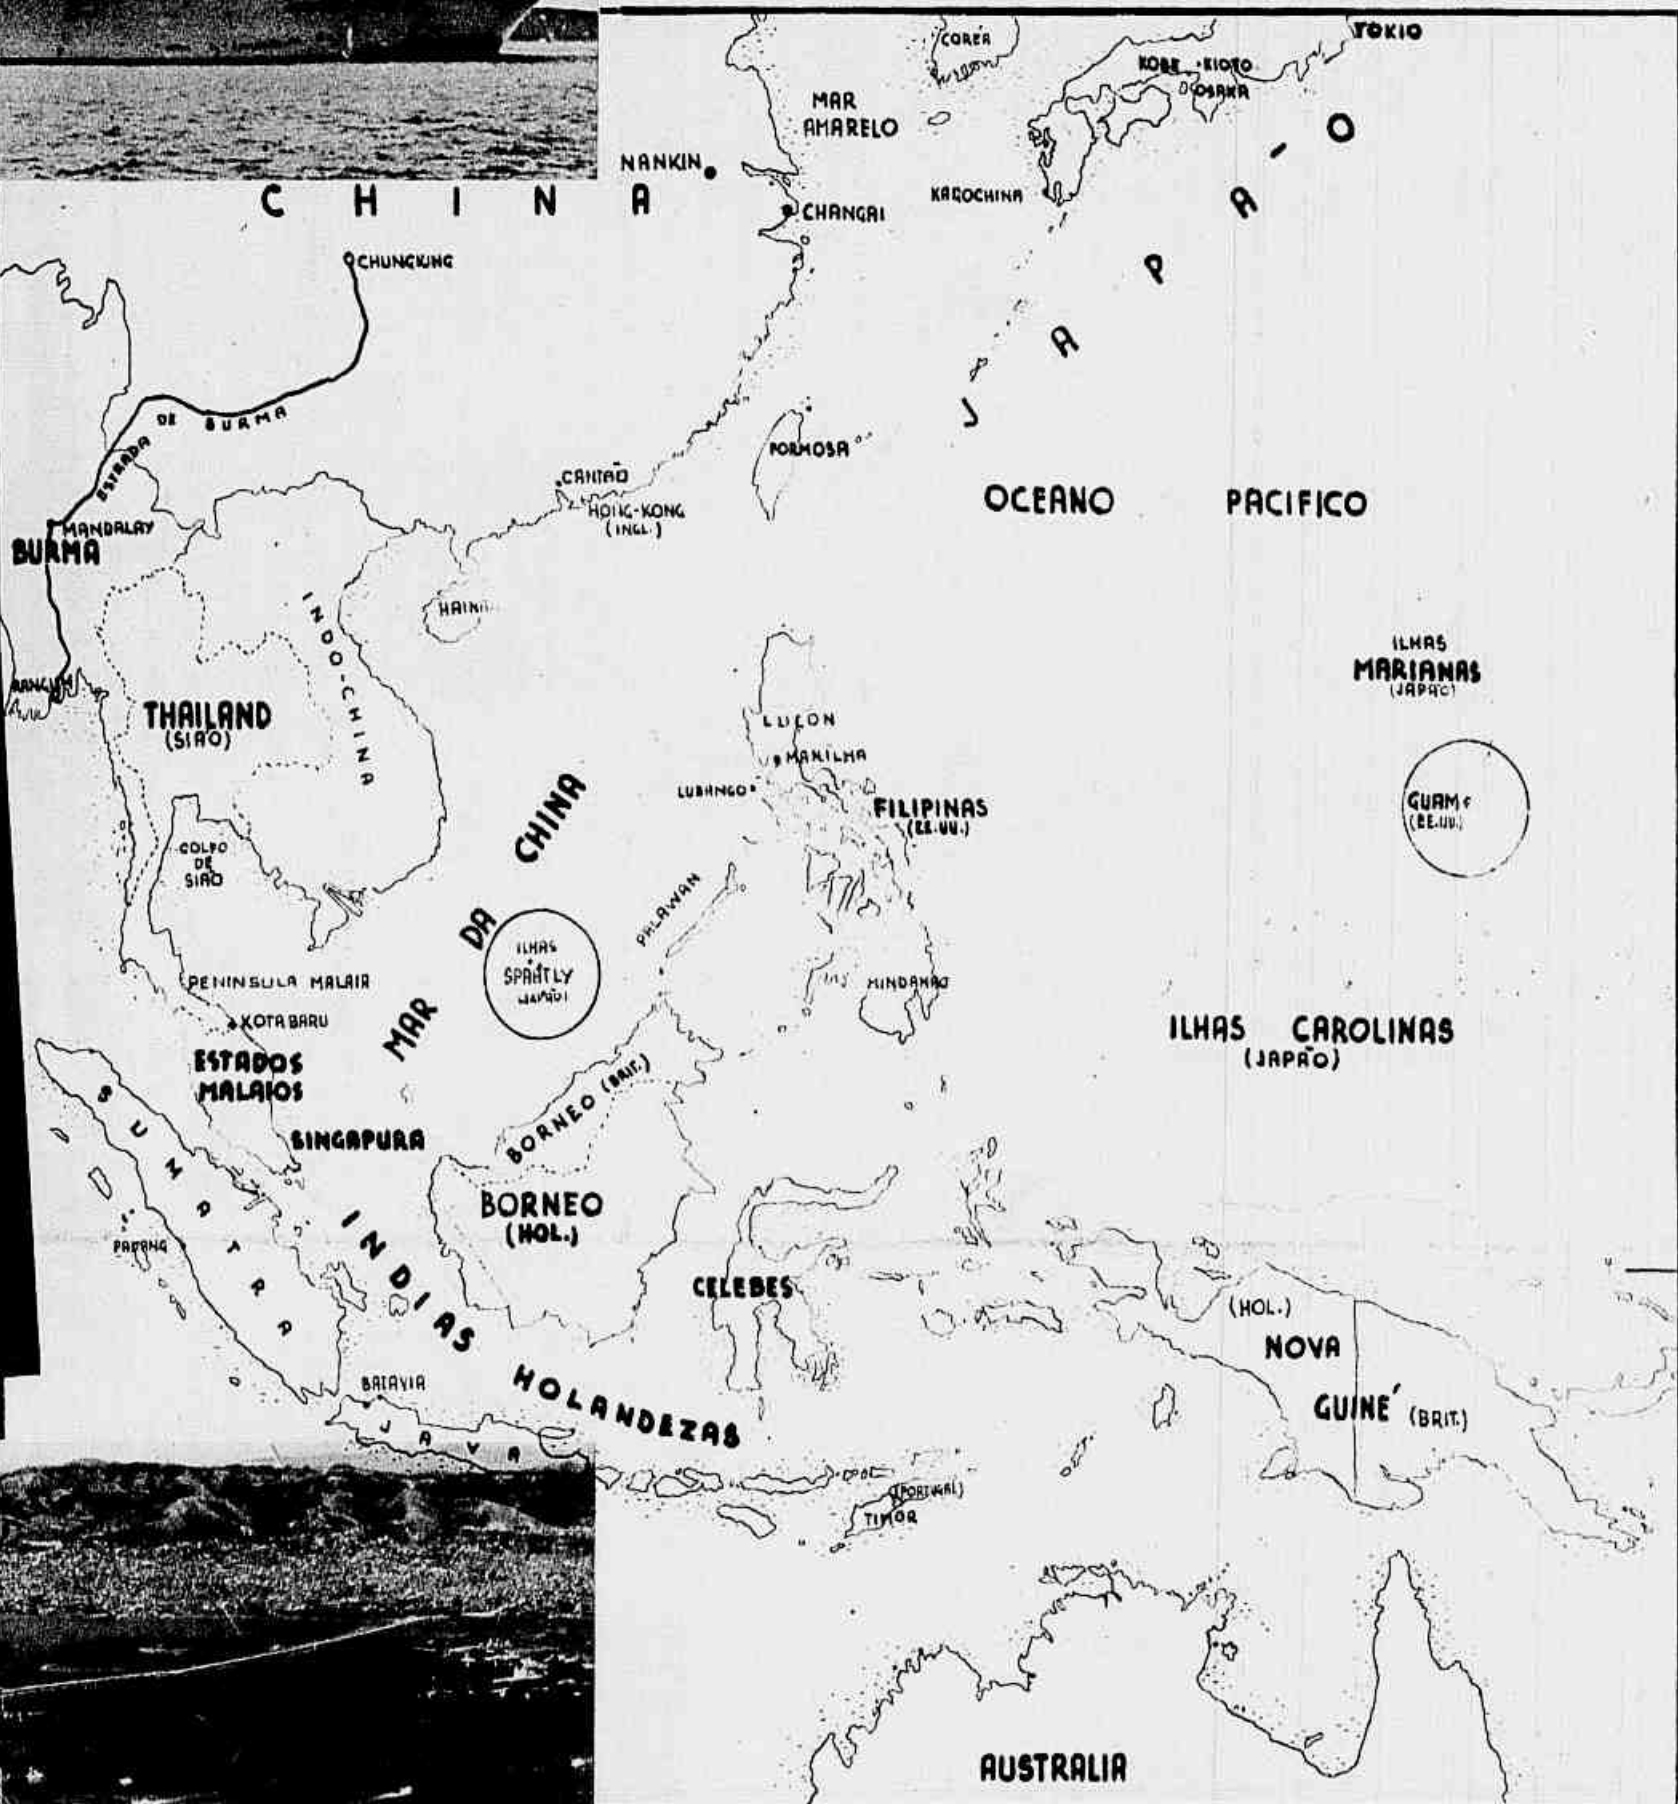 COREA
TOKIO
KOBE
KIOTO
OSAKA
MAR
AMARELO
NANKIN
CHINA
CHANGAI
KAGOCHINA
JAPÃO
CHUNGKING
ESTRADA DE BURMA
FORMOSA
CANTÃO
HONG-KONG
(INGL.)
OCEANO PACIFICO
MANDALAY
BURMA
INDO-CHINA
ILHAS
MARIANAS
(JAPÃO)
THAILAND
(SIÃO)
MANILHA
LUBANGO
FILIPINAS
(EE.UU.)
GUAM
(EE.UU.)
GOLFO
DE
SIÃO
MAR DA CHINA
PALAWAN
ILHAS
SPRATLY
PENINSULA MALAIA
MINDANAO
KOTA BARU
ILHAS CAROLINAS
(JAPÃO)
ESTADOS
MALAIOS
SUMATRA
SINGAPURA
BORNEO (BRIT.)
BORNEO
(HOL.)
PADANG
INDIAS HOLANDEZAS
CELEBES
(HOL.)
NOVA
GUINÉ (BRIT.)
BATAVIA
JAVA
(PORTUGAL)
TIMOR
AUSTRALIA